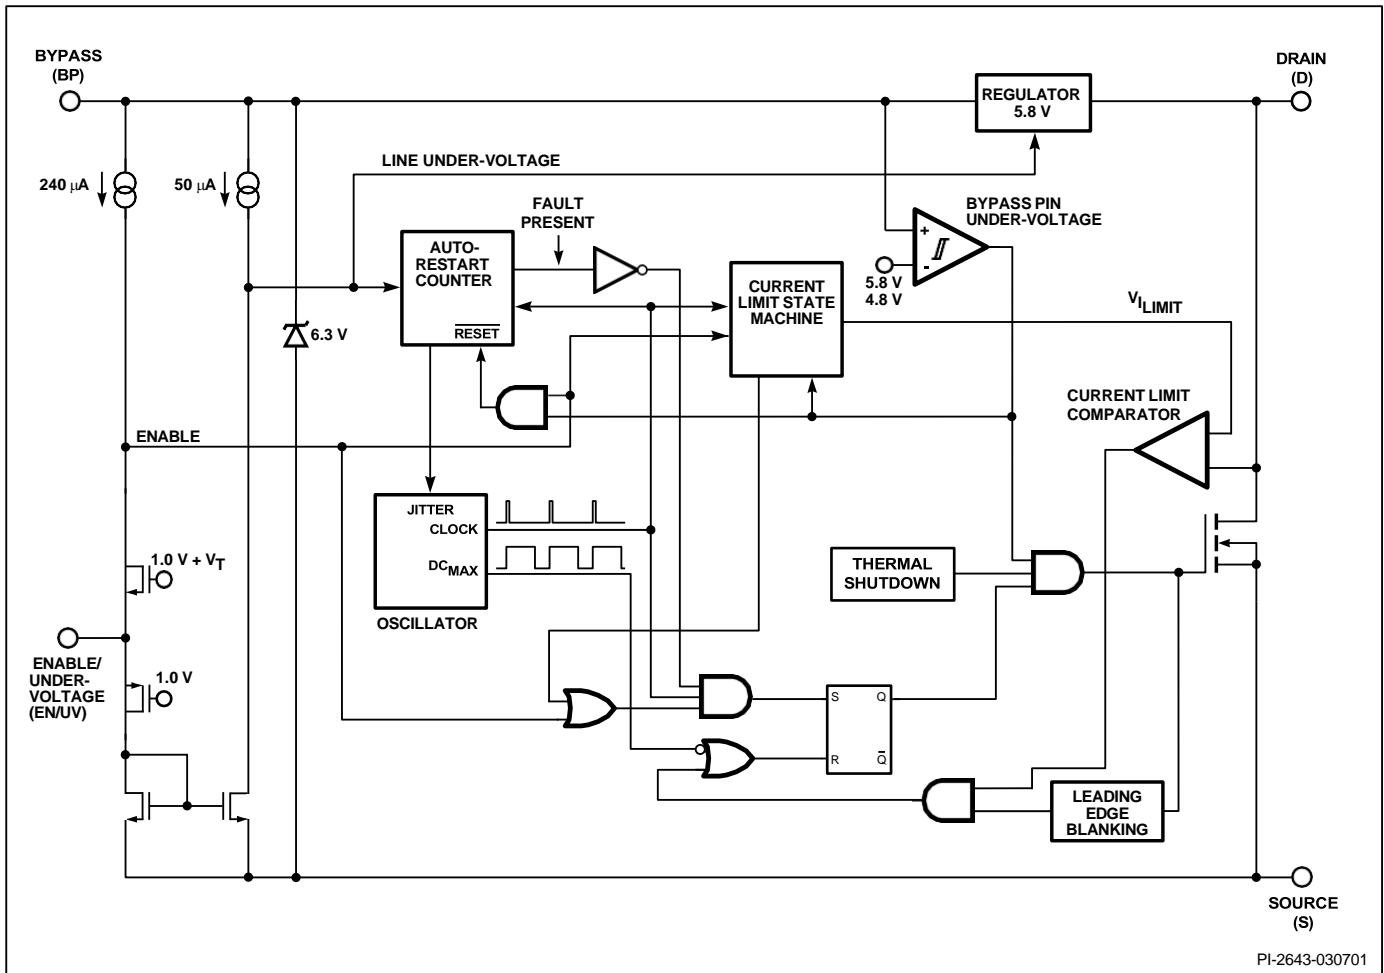 BYPASS
(BP)
DRAIN
(D)
REGULATOR
5.8 V
LINE UNDER-VOLTAGE
240 µA
50 µA
FAULT
PRESENT
BYPASS PIN
UNDER-VOLTAGE
+
-
5.8 V
4.8 V
AUTO-
RESTART
COUNTER
RESET
CURRENT
LIMIT STATE
MACHINE
VILIMIT
6.3 V
CURRENT LIMIT
COMPARATOR
ENABLE
JITTER
CLOCK
DCMAX
OSCILLATOR
1.0 V + VT
THERMAL
SHUTDOWN
ENABLE/
UNDER-
VOLTAGE
(EN/UV)
1.0 V
S Q
R Q̅
LEADING
EDGE
BLANKING
SOURCE
(S)
PI-2643-030701